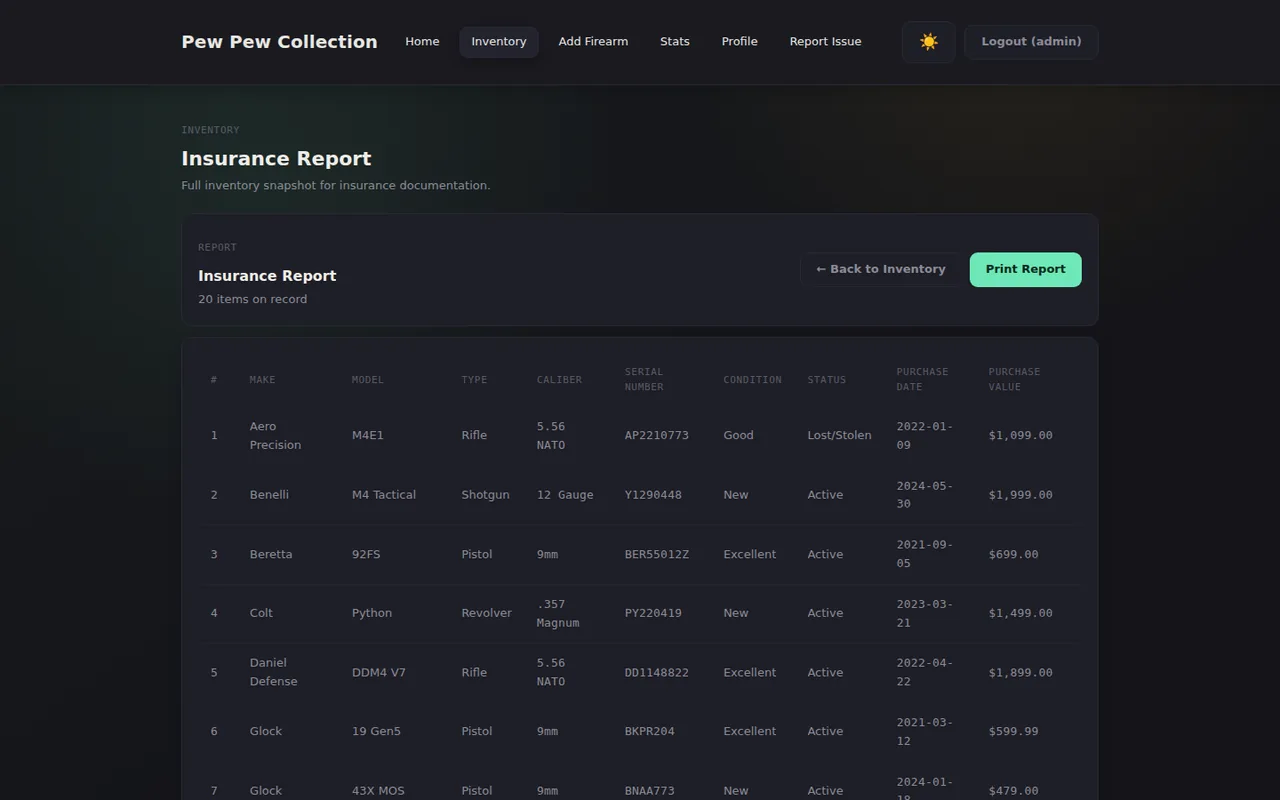 Pew Pew Collection Home Inventory Add Firearm Stats Profile Report Issue Logout (admin)
INVENTORY
Insurance Report
Full inventory snapshot for insurance documentation.
REPORT
Insurance Report
20 items on record
← Back to Inventory Print Report
# MAKE MODEL TYPE CALIBER SERIAL NUMBER CONDITION STATUS PURCHASE DATE PURCHASE VALUE
1 Aero Precision M4E1 Rifle 5.56 NATO AP2210773 Good Lost/Stolen 2022-01-09 $1,099.00
2 Benelli M4 Tactical Shotgun 12 Gauge Y1290448 New Active 2024-05-30 $1,999.00
3 Beretta 92FS Pistol 9mm BER55012Z Excellent Active 2021-09-05 $699.00
4 Colt Python Revolver .357 Magnum PY220419 New Active 2023-03-21 $1,499.00
5 Daniel Defense DDM4 V7 Rifle 5.56 NATO DD1148822 Excellent Active 2022-04-22 $1,899.00
6 Glock 19 Gen5 Pistol 9mm BKPR204 Excellent Active 2021-03-12 $599.99
7 Glock 43X MOS Pistol 9mm BNAA773 New Active 2024-01-18 $479.00